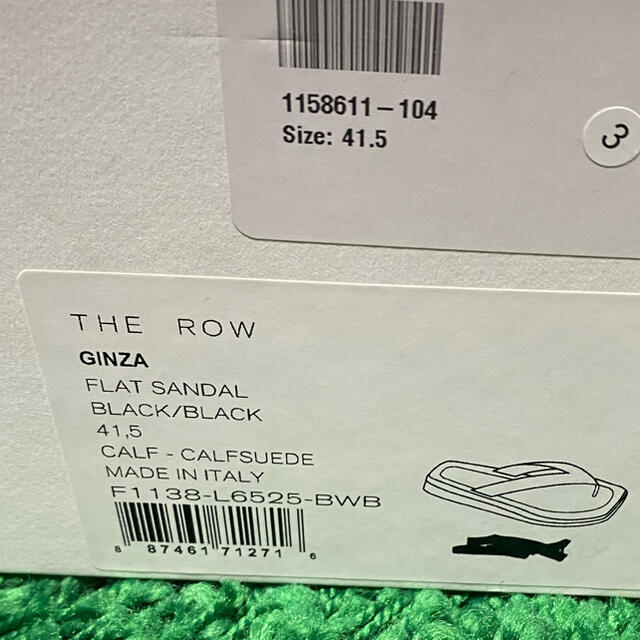 1158611-104
Size: 41.5
3
THE ROW
GINZA
FLAT SANDAL
BLACK/BLACK
41,5
CALF - CALFSUEDE
MADE IN ITALY
F1138-L6525-BWB
8 87461 71271 6